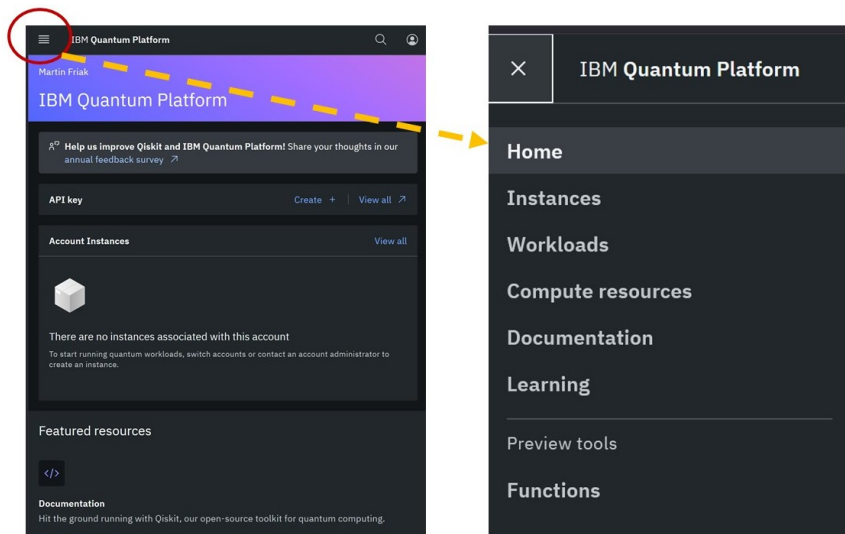 IBM Quantum Platform
Martin Friak
IBM Quantum Platform
Help us improve Qiskit and IBM Quantum Platform! Share your thoughts in our
annual feedback survey
API key
Create +
View all
Account Instances
View all
There are no instances associated with this account
To start running quantum workloads, switch accounts or contact an account administrator to
create an instance.
Featured resources
</>
Documentation
Hit the ground running with Qiskit, our open-source toolkit for quantum computing.
IBM Quantum Platform
Home
Instances
Workloads
Compute resources
Documentation
Learning
Preview tools
Functions